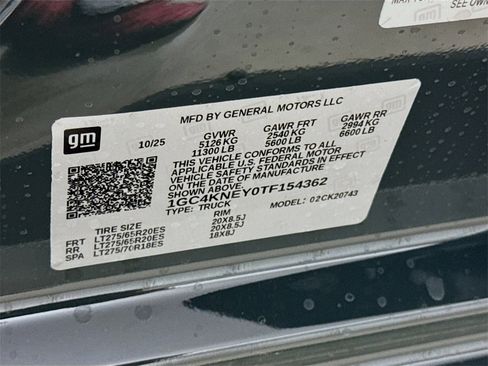 SEE OWN
gm
gm
MFD BY GENERAL MOTORS LLC
10/25 GVWR GAWR FRT GAWR RR
5126 KG 2540 KG 2994 KG
11300 LB 5600 LB 6600 LB
THIS VEHICLE CONFORMS TO ALL
APPLICABLE U.S. FEDERAL MOTOR
VEHICLE SAFETY STANDARDS IN
EFFECT ON THE DATE OF
MANUFACTURE SHOWN ABOVE.
1GC4KNEY0TF154362
TYPE: TRUCK MODEL: 02CK20743
TIRE SIZE RIM
FRT LT275/65R20ES 20X8.5J
RR LT275/65R20ES 20X8.5J
LT275/70R18ES 18X8J